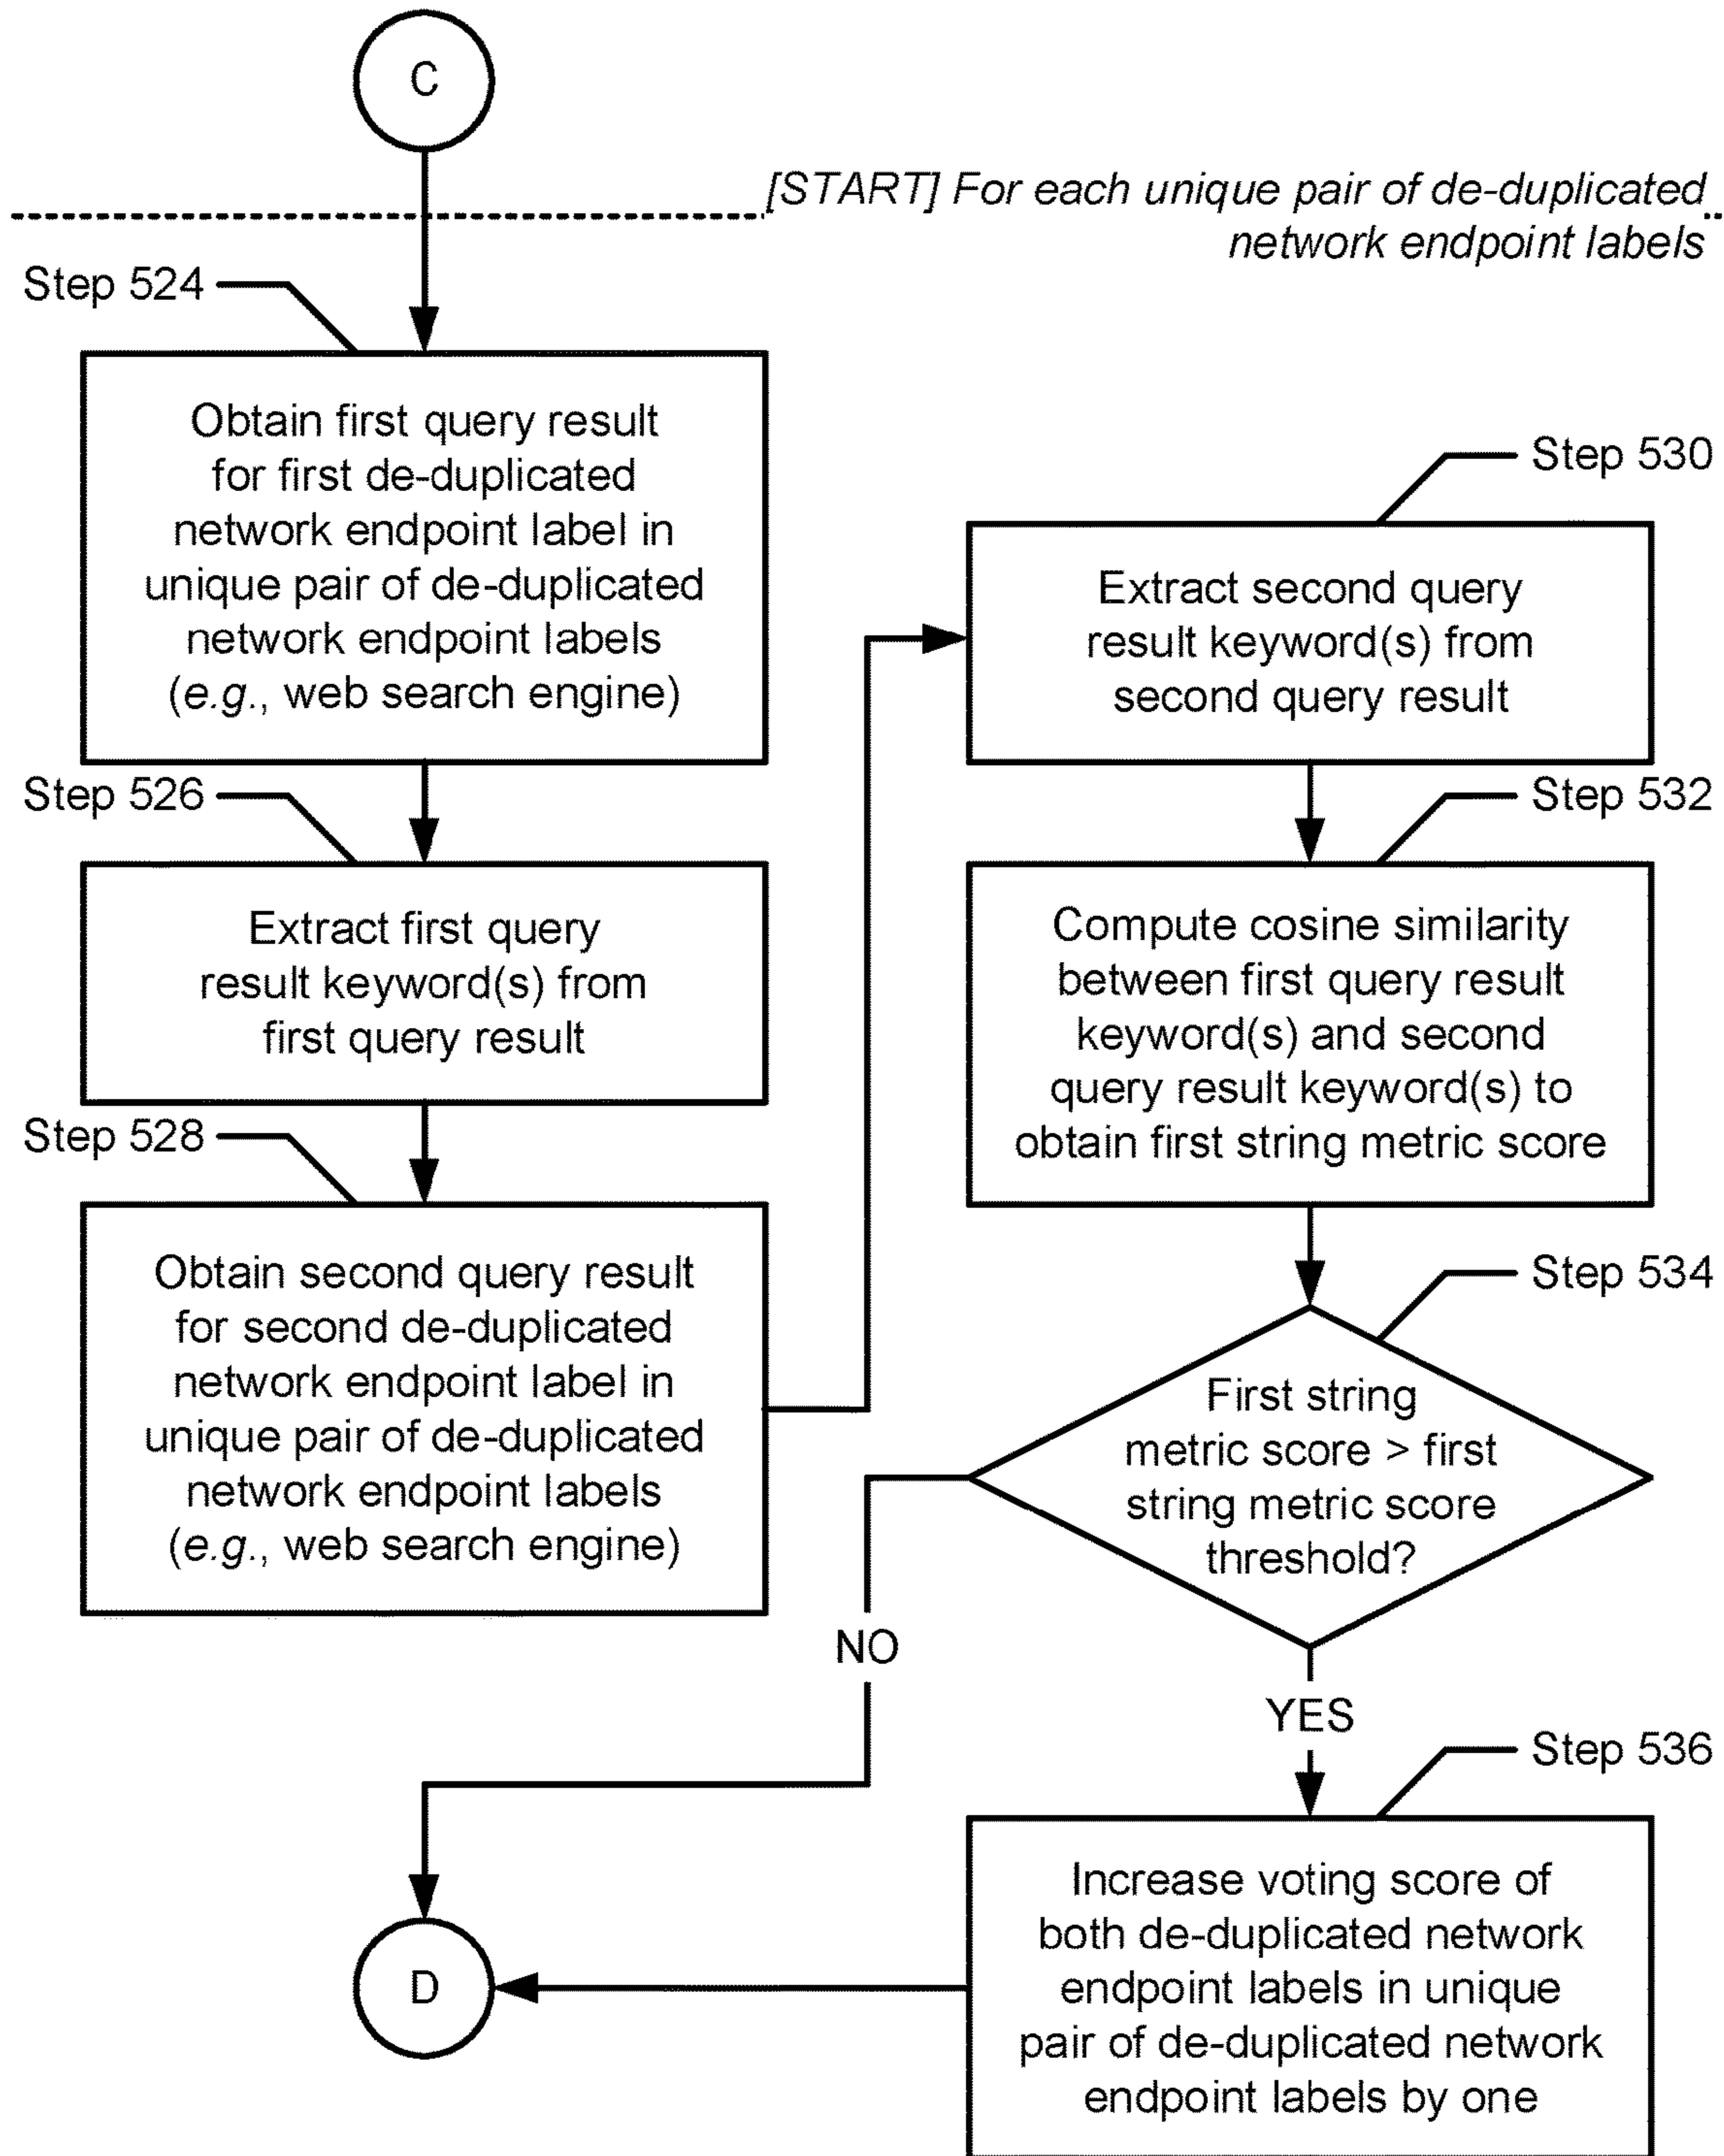 C
[START] For each unique pair of de-duplicated
network endpoint labels
Step 524
Obtain first query result
for first de-duplicated
network endpoint label in
unique pair of de-duplicated
network endpoint labels
(e.g., web search engine)
Step 526
Extract first query
result keyword(s) from
first query result
Step 528
Obtain second query result
for second de-duplicated
network endpoint label in
unique pair of de-duplicated
network endpoint labels
(e.g., web search engine)
Step 530
Extract second query
result keyword(s) from
second query result
Step 532
Compute cosine similarity
between first query result
keyword(s) and second
query result keyword(s) to
obtain first string metric score
Step 534
First string
metric score > first
string metric score
threshold?
NO
YES
Step 536
Increase voting score of
both de-duplicated network
endpoint labels in unique
pair of de-duplicated network
endpoint labels by one
D